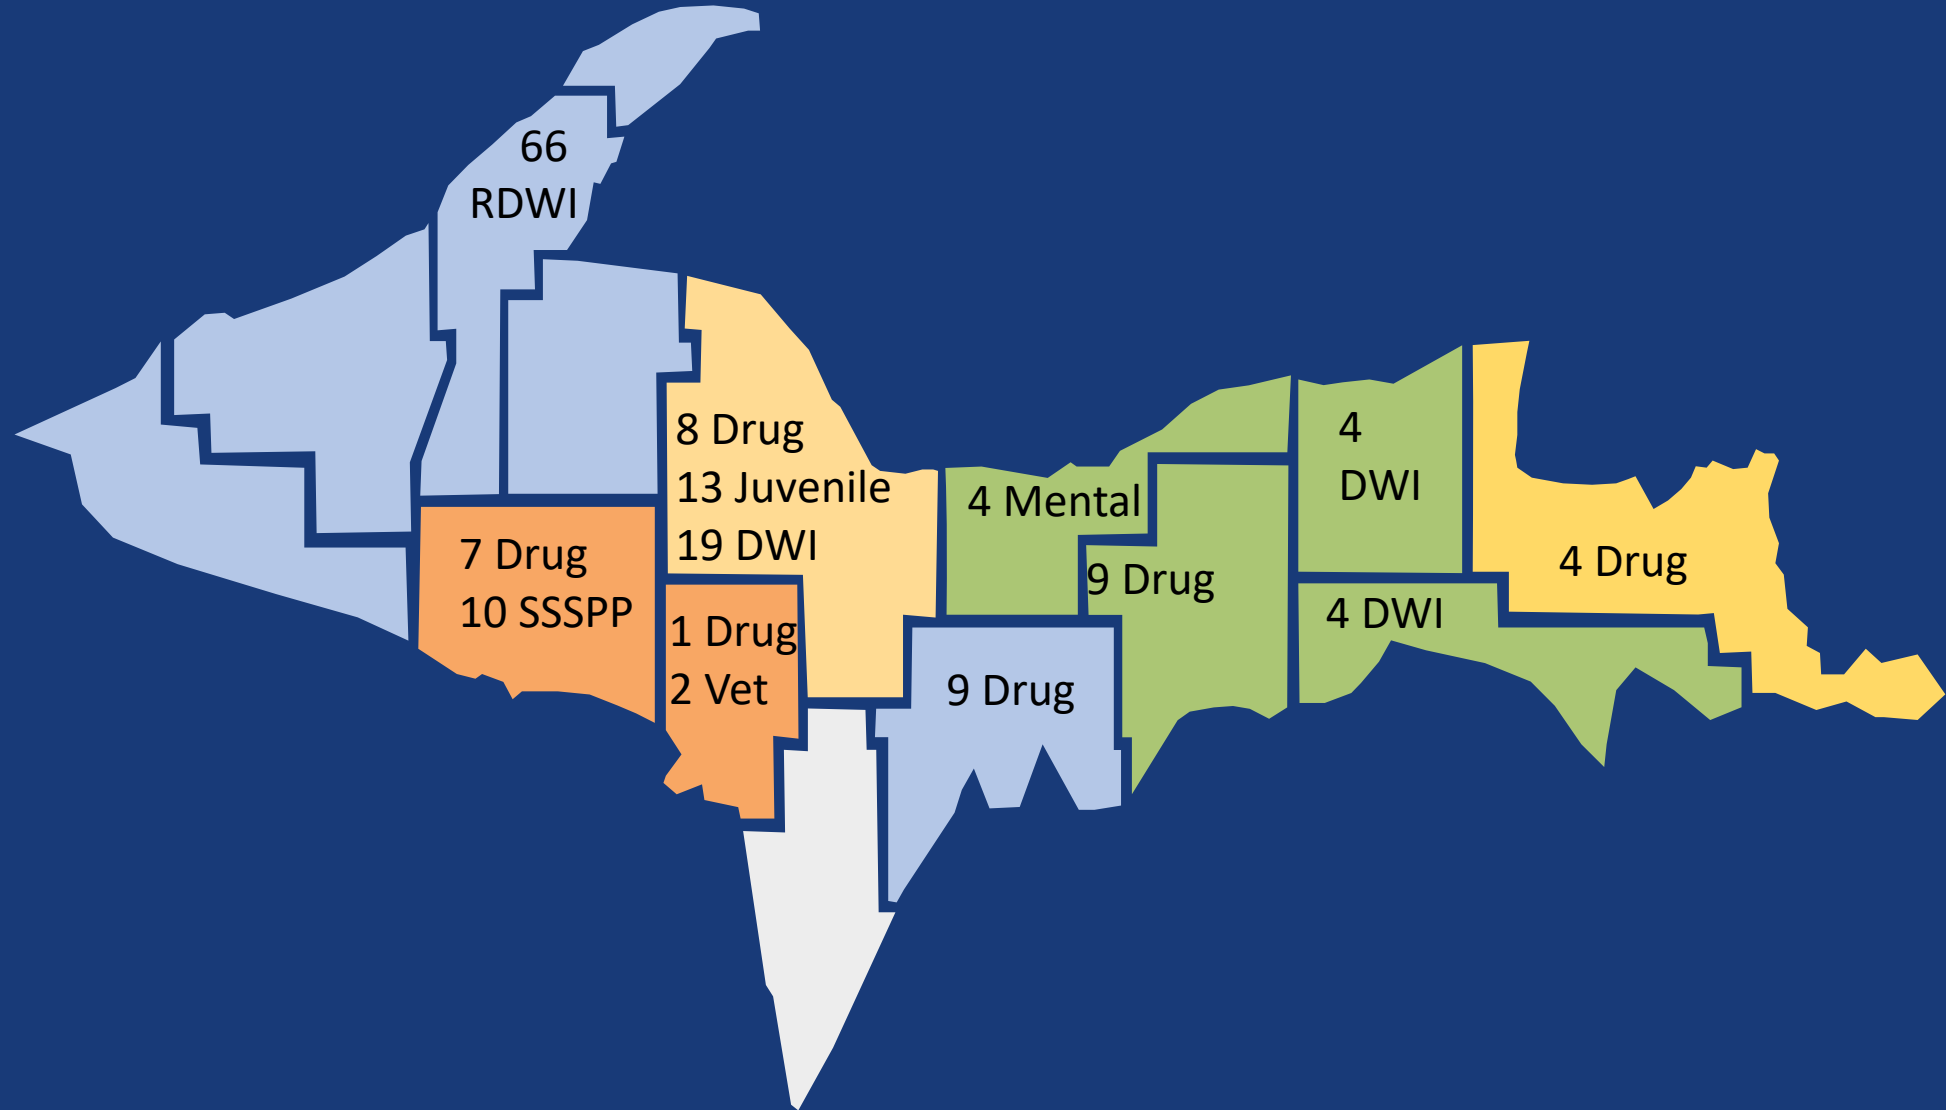 66
RDWI
8 Drug
13 Juvenile
19 DWI
7 Drug
10 SSSPP
1 Drug
2 Vet
4 Mental
9 Drug
9 Drug
4
DWI
4 DWI
4 Drug